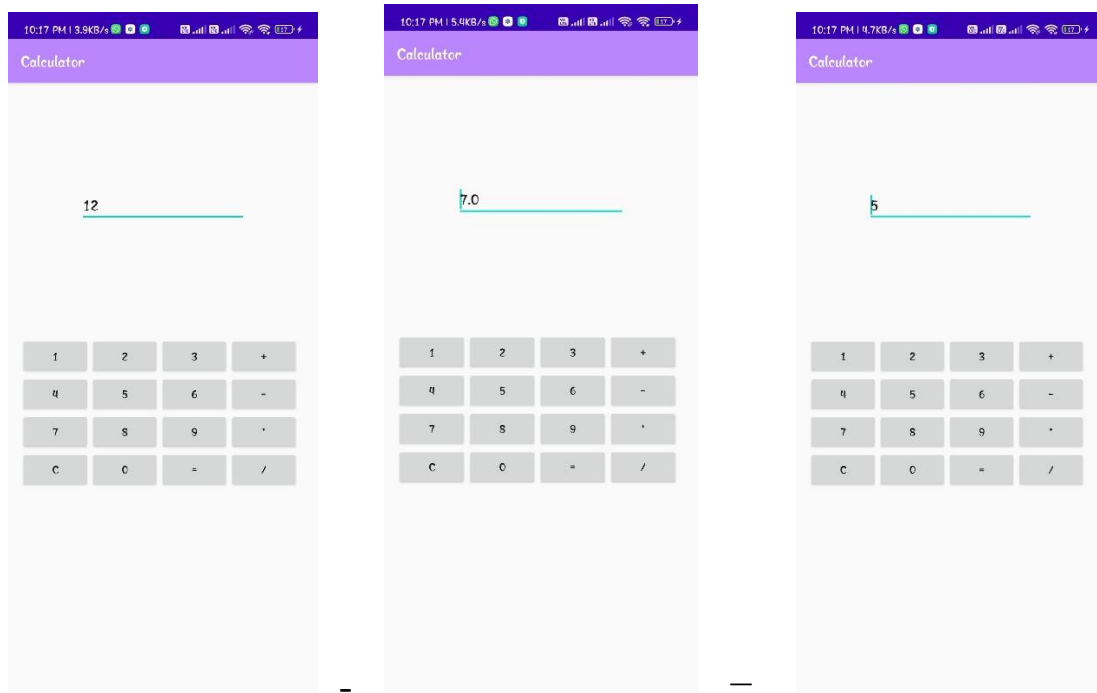 10:17 PM | 3.9KB/s
Calculator
12
1 2 3 +
4 5 6 -
7 8 9 *
C 0 = /
-
10:17 PM | 5.4KB/s
Calculator
7.0
1 2 3 +
4 5 6 -
7 8 9 *
C 0 = /
—
10:17 PM | 4.7KB/s
Calculator
5
1 2 3 +
4 5 6 -
7 8 9 *
C 0 = /